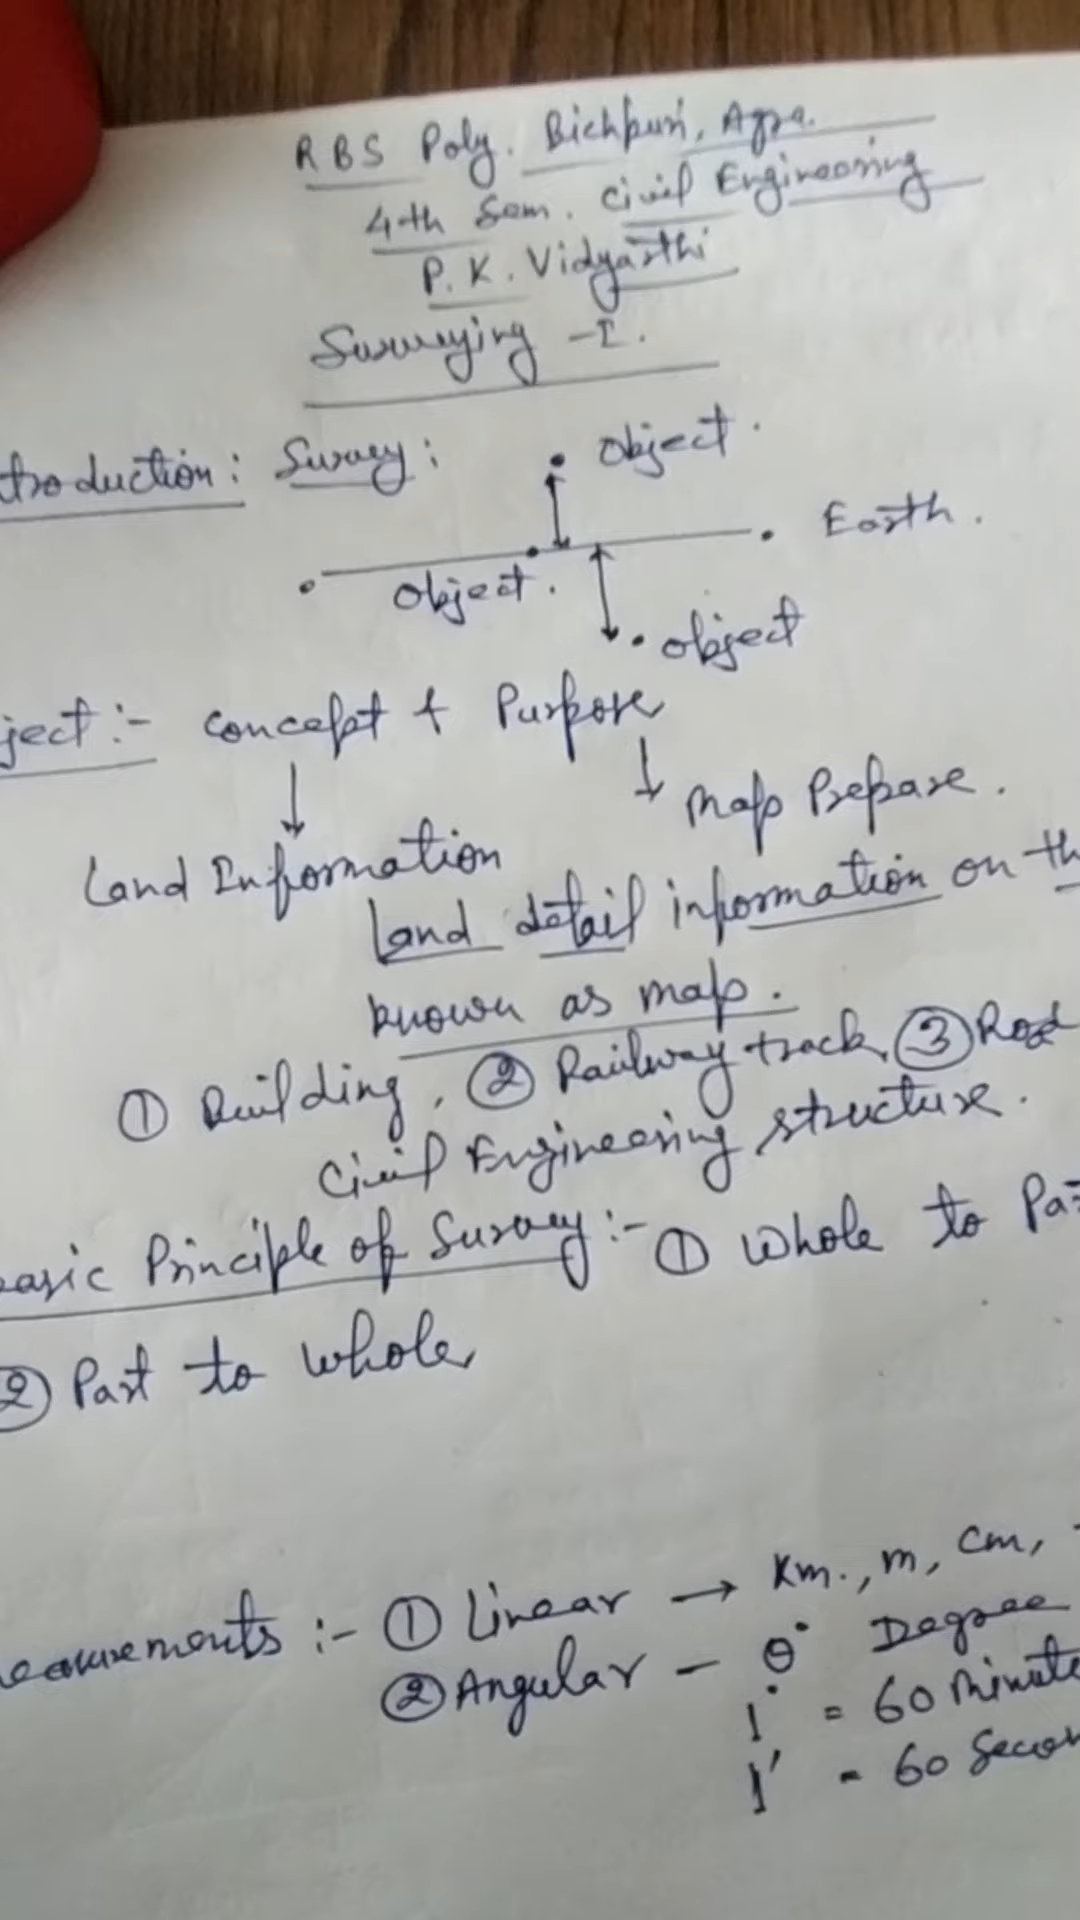 RBS Poly. Bichpuri, Agra.
4th Sem. Civil Engineering
P. K. Vidyarthi
Surveying -I.
troduction: Survey:
Object.
Earth.
Object.
object
ject:- concept + Purpose
Map Prepare.
Land Information
Land detail information on th
known as map.
① Building, ② Railway track, ③ Road
Civil Engineering structure.
basic Principle of Survey:- ① Whole to Par
② Part to whole
easurements :- ① Linear → Km., m, cm,
② Angular — θ° Degree
1° = 60 Minute
1' = 60 Secon